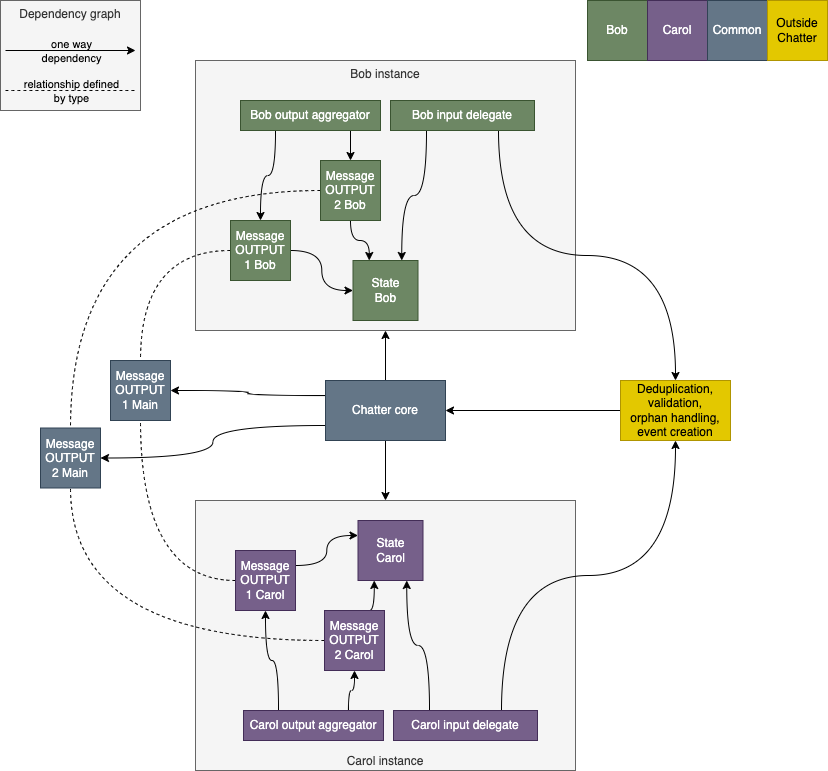 Dependency graph
one way
dependency
relationship defined
by type
Bob
Carol
Common
Outside
Chatter
Bob instance
Bob output aggregator
Bob input delegate
Message
OUTPUT
2 Bob
Message
OUTPUT
1 Bob
State
Bob
Message
OUTPUT
1 Main
Message
OUTPUT
2 Main
Chatter core
Deduplication,
validation,
orphan handling,
event creation
State
Carol
Message
OUTPUT
1 Carol
Message
OUTPUT
2 Carol
Carol output aggregator
Carol input delegate
Carol instance